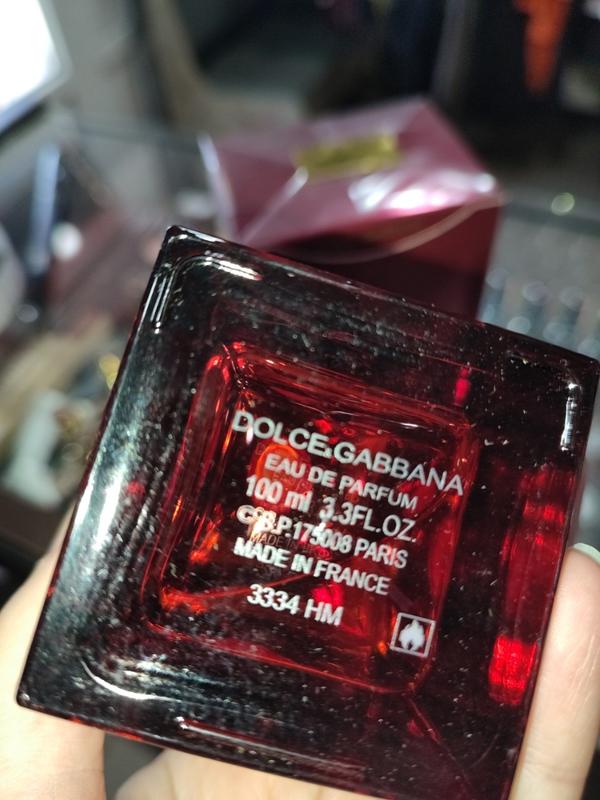 DOLCE&GABBANA
EAU DE PARFUM
100 ml 3.3FL.OZ.
B.P.175008 PARIS
MADE IN FRANCE
3334 HM